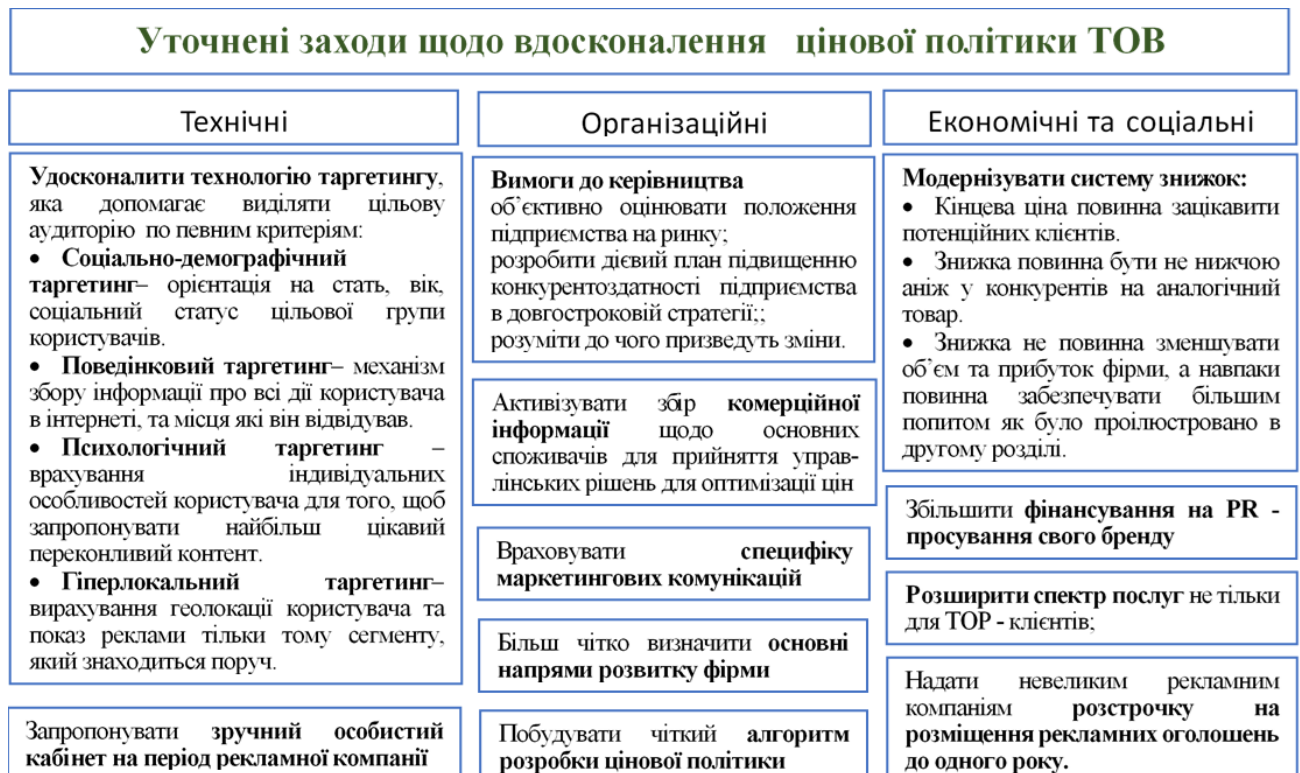 Уточнені заходи щодо вдосконалення цінової політики ТОВ
Технічні
Удосконалити технологію таргетингу,
яка допомагає виділяти цільову
аудиторію по певним критеріям:
• Соціально-демографічний
таргетинг– орієнтація на стать, вік,
соціальний статус цільової групи
користувачів.
• Поведінковий таргетинг– механізм
збору інформації про всі дії користувача
в інтернеті, та місця які він відвідував.
• Психологічний таргетинг –
врахування індивідуальних
особливостей користувача для того, щоб
запропонувати найбільш цікавий
переконливий контент.
• Гіперлокальний таргетинг–
вирахування геолокації користувача та
показ реклами тільки тому сегменту,
який знаходиться поруч.
Запропонувати зручний особистий
кабінет на період рекламної компанії
Організаційні
Вимоги до керівництва
об’єктивно оцінювати положення
підприємства на ринку;
розробити дієвий план підвищенню
конкурентоздатності підприємства
в довгостроковій стратегії;;
розуміти до чого призведуть зміни.
Активізувати збір комерційної
інформації щодо основних
споживачів для прийняття управ-
лінських рішень для оптимізації цін
Враховувати специфіку
маркетингових комунікацій
Більш чітко визначити основні
напрями розвитку фірми
Побудувати чіткий алгоритм
розробки цінової політики
Економічні та соціальні
Модернізувати систему знижок:
• Кінцева ціна повинна зацікавити
потенційних клієнтів.
• Знижка повинна бути не нижчою
аніж у конкурентів на аналогічний
товар.
• Знижка не повинна зменшувати
об’єм та прибуток фірми, а навпаки
повинна забезпечувати більшим
попитом як було проілюстровано в
другому розділі.
Збільшити фінансування на PR -
просування свого бренду
Розширити спектр послуг не тільки
для TOP - клієнтів;
Надати невеликим рекламним
компаніям розстрочку на
розміщення рекламних оголошень
до одного року.